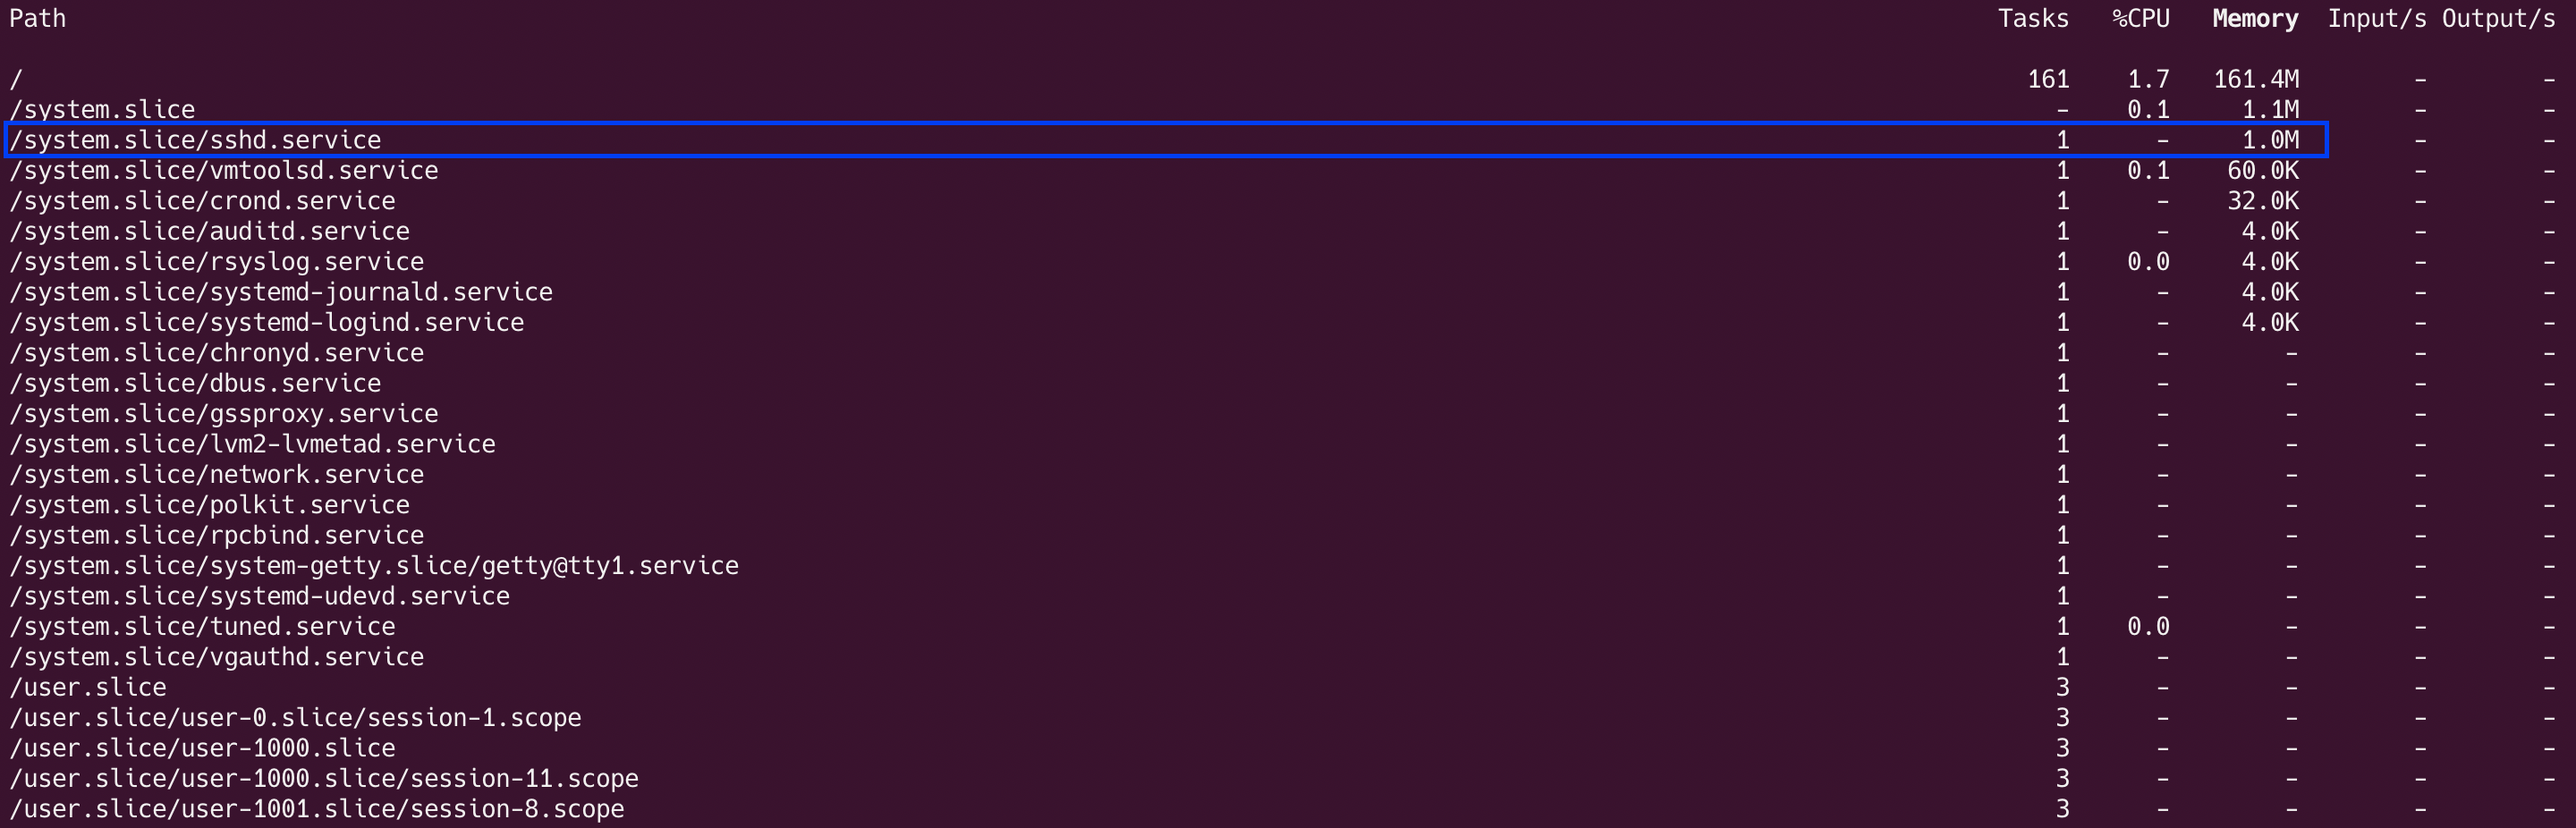 Path Tasks %CPU Memory Input/s Output/s
/ 161 1.7 161.4M - -
/system.slice - 0.1 1.1M - -
/system.slice/sshd.service 1 - 1.0M - -
/system.slice/vmtoolsd.service 1 0.1 60.0K - -
/system.slice/crond.service 1 - 32.0K - -
/system.slice/auditd.service 1 - 4.0K - -
/system.slice/rsyslog.service 1 0.0 4.0K - -
/system.slice/systemd-journald.service 1 - 4.0K - -
/system.slice/systemd-logind.service 1 - 4.0K - -
/system.slice/chronyd.service 1 - - - -
/system.slice/dbus.service 1 - - - -
/system.slice/gssproxy.service 1 - - - -
/system.slice/lvm2-lvmetad.service 1 - - - -
/system.slice/network.service 1 - - - -
/system.slice/polkit.service 1 - - - -
/system.slice/rpcbind.service 1 - - - -
/system.slice/system-getty.slice/getty@tty1.service 1 - - - -
/system.slice/systemd-udevd.service 1 - - - -
/system.slice/tuned.service 1 0.0 - - -
/system.slice/vgauthd.service 1 - - - -
/user.slice 3 - - - -
/user.slice/user-0.slice/session-1.scope 3 - - - -
/user.slice/user-1000.slice 3 - - - -
/user.slice/user-1000.slice/session-11.scope 3 - - - -
/user.slice/user-1001.slice/session-8.scope 3 - - - -